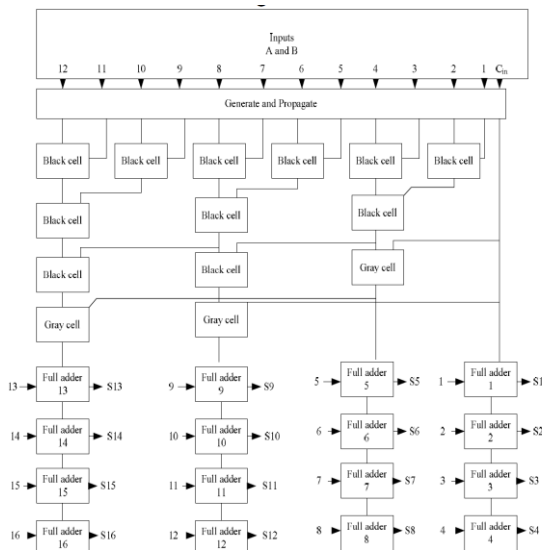 Inputs
A and B
12 11 10 9 8 7 6 5 4 3 2 1 Cin
Generate and Propagate
Black cell Black cell Black cell Black cell Black cell Black cell
Black cell Black cell Black cell
Black cell Black cell Gray cell
Gray cell Gray cell
13 Full adder 13 S13 9 Full adder 9 S9 5 Full adder 5 S5 1 Full adder 1 S1
14 Full adder 14 S14 10 Full adder 10 S10 6 Full adder 6 S6 2 Full adder 2 S2
15 Full adder 15 S15 11 Full adder 11 S11 7 Full adder 7 S7 3 Full adder 3 S3
16 Full adder 16 S16 12 Full adder 12 S12 8 Full adder 8 S8 4 Full adder 4 S4